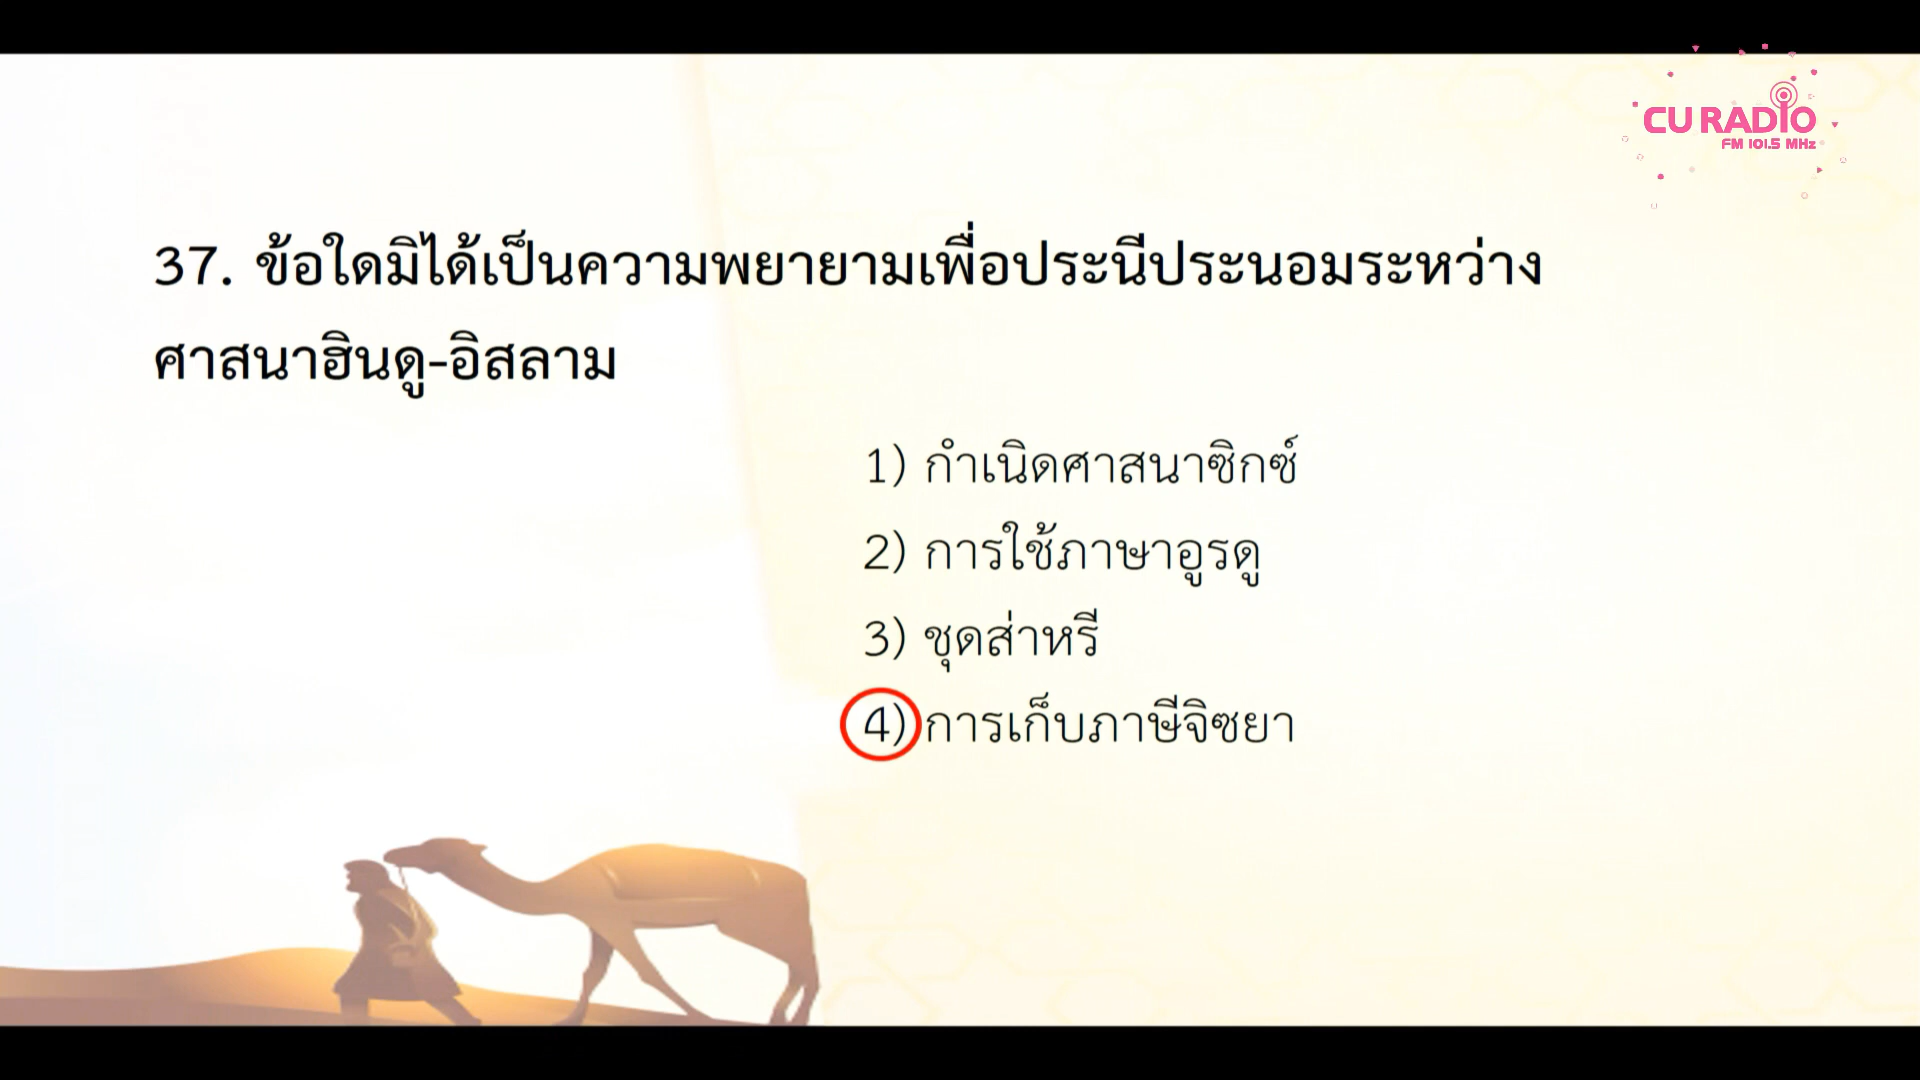 CU RADIO
FM 101.5 MHz
37. ข้อใดมิได้เป็นความพยายามเพื่อประนีประนอมระหว่าง
ศาสนาฮินดู-อิสลาม
1) กำเนิดศาสนาซิกซ์
2) การใช้ภาษาอูรดู
3) ชุดส่าหรี
4) การเก็บภาษีจิซยา